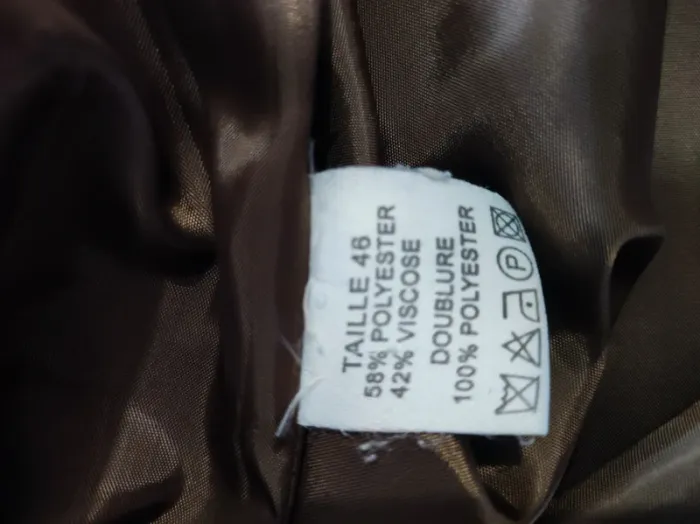 TAILLE 46
58% POLYESTER
42% VISCOSE
DOUBLURE
100% POLYESTER
P